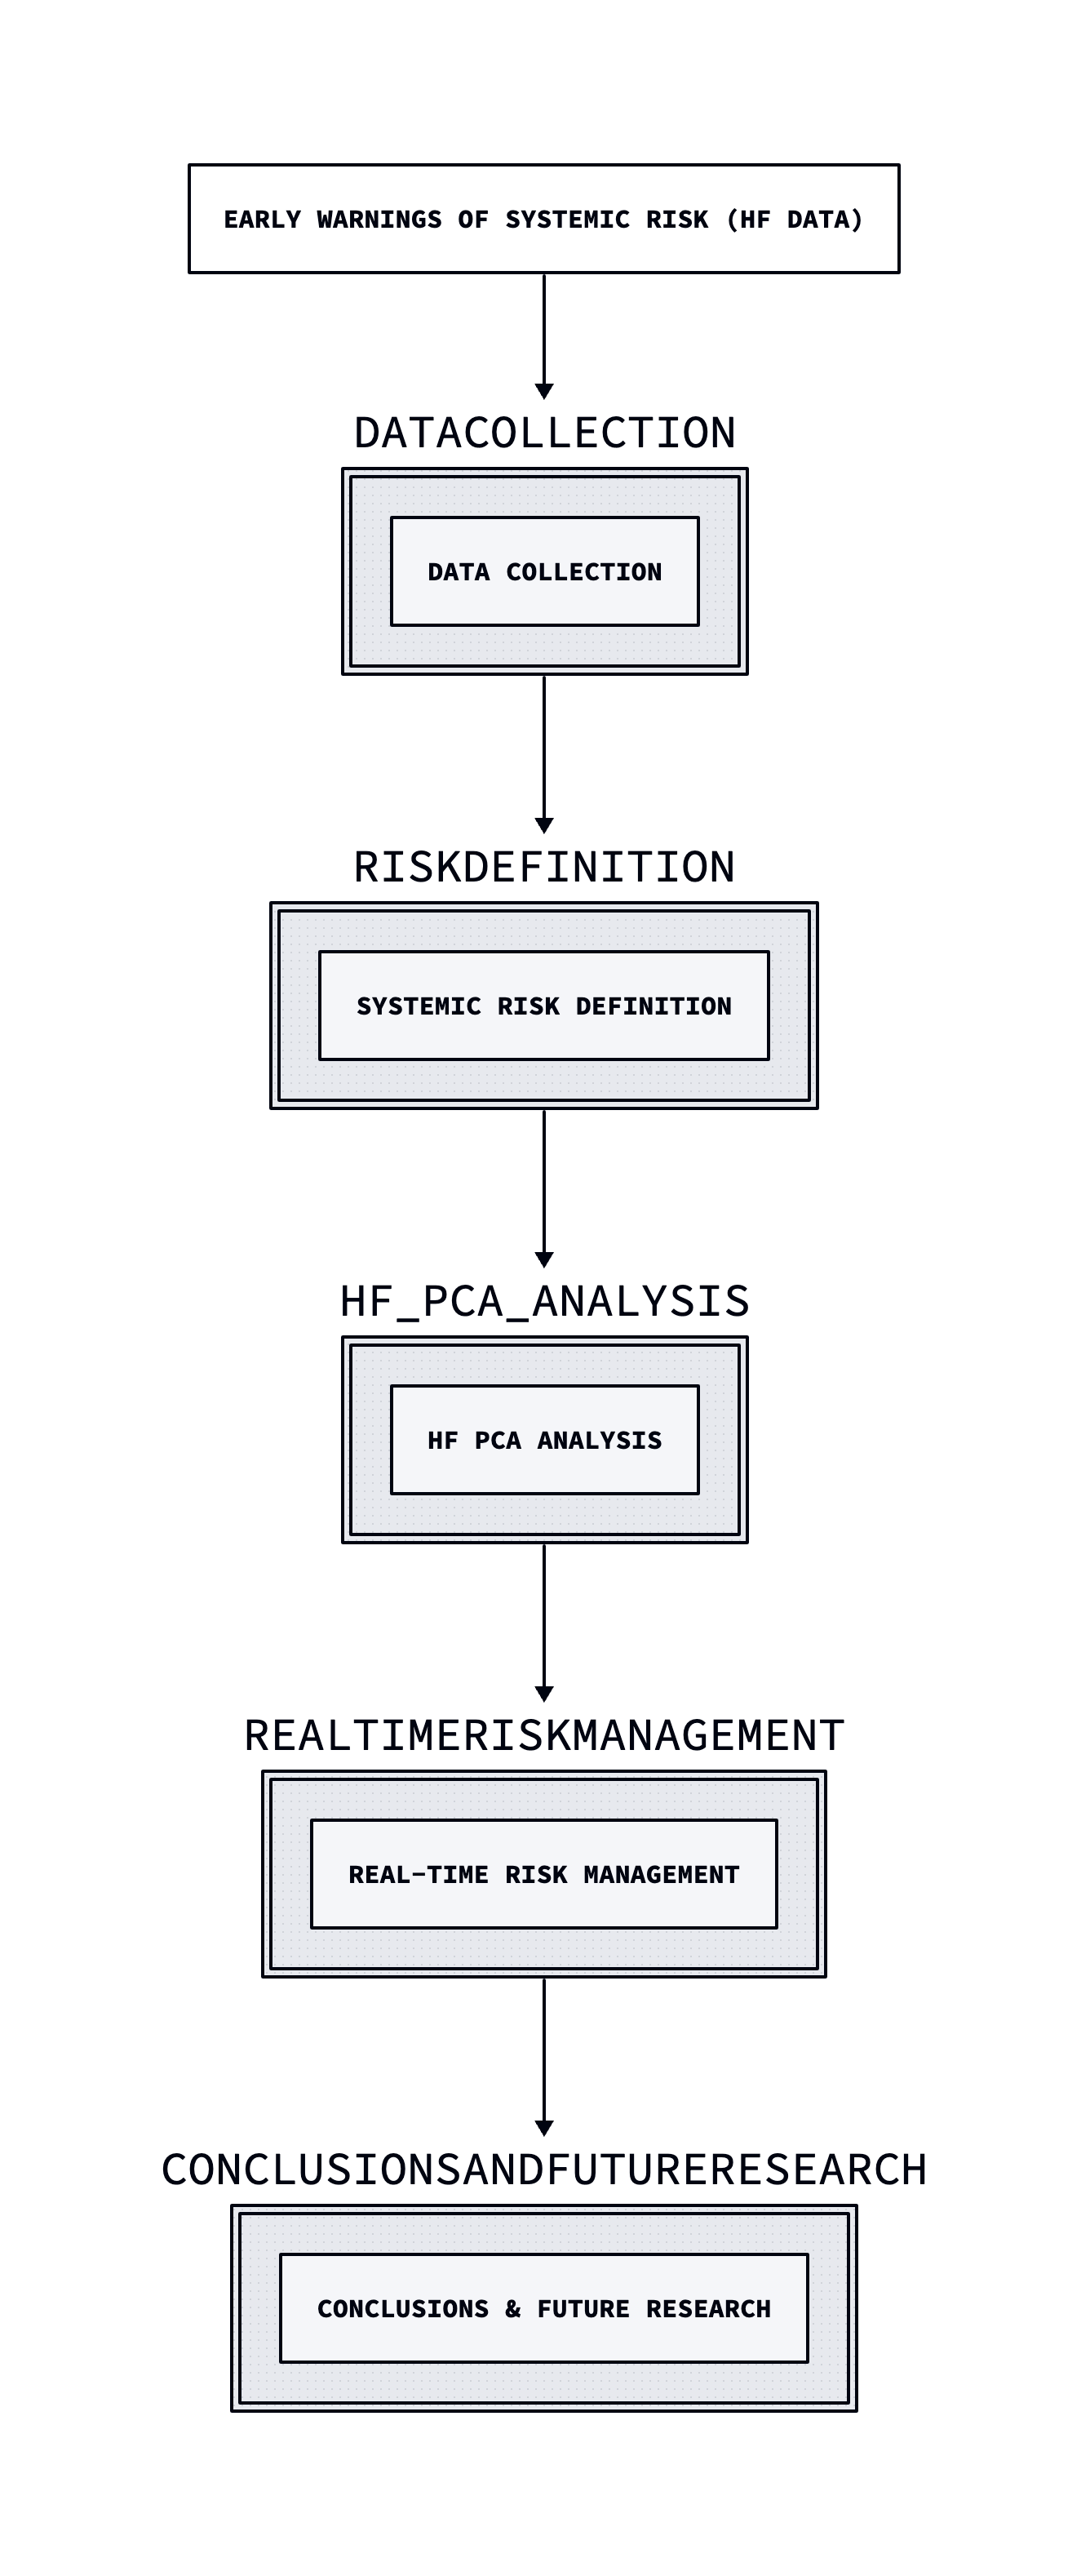 EARLY WARNINGS OF SYSTEMIC RISK (HF DATA)
DATACOLLECTION
DATA COLLECTION
RISKDEFINITION
SYSTEMIC RISK DEFINITION
HF_PCA_ANALYSIS
HF PCA ANALYSIS
REALTIMERISKMANAGEMENT
REAL-TIME RISK MANAGEMENT
CONCLUSIONSANDFUTURERESEARCH
CONCLUSIONS & FUTURE RESEARCH